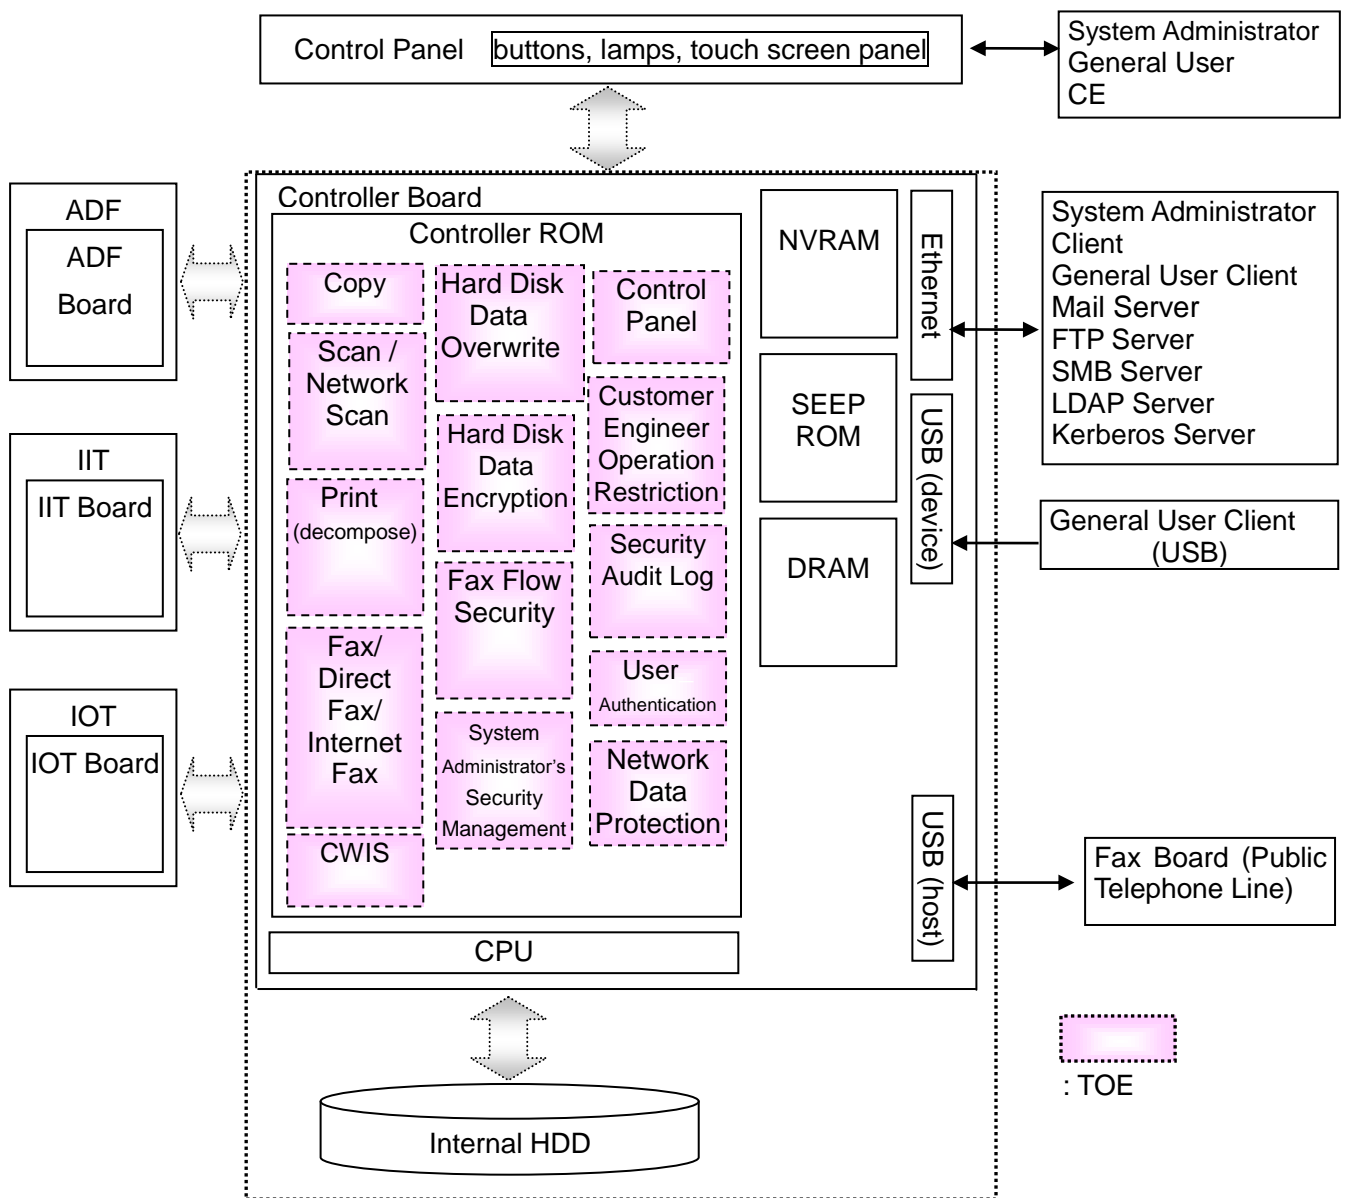 Control Panel buttons, lamps, touch screen panel
System Administrator
General User
CE
ADF
ADF
Board
IIT
IIT Board
IOT
IOT Board
Controller Board
Controller ROM
Copy
Scan /
Network
Scan
Print
(decompose)
Fax/
Direct
Fax/
Internet
Fax
CWIS
Hard Disk
Data
Overwrite
Hard Disk
Data
Encryption
Fax Flow
Security
System
Administrator's
Security
Management
Control
Panel
Customer
Engineer
Operation
Restriction
Security
Audit Log
User
Authentication
Network
Data
Protection
CPU
NVRAM
SEEP
ROM
DRAM
Ethernet
USB (device)
USB (host)
System Administrator
Client
General User Client
Mail Server
FTP Server
SMB Server
LDAP Server
Kerberos Server
General User Client
(USB)
Fax Board (Public
Telephone Line)
Internal HDD
: TOE